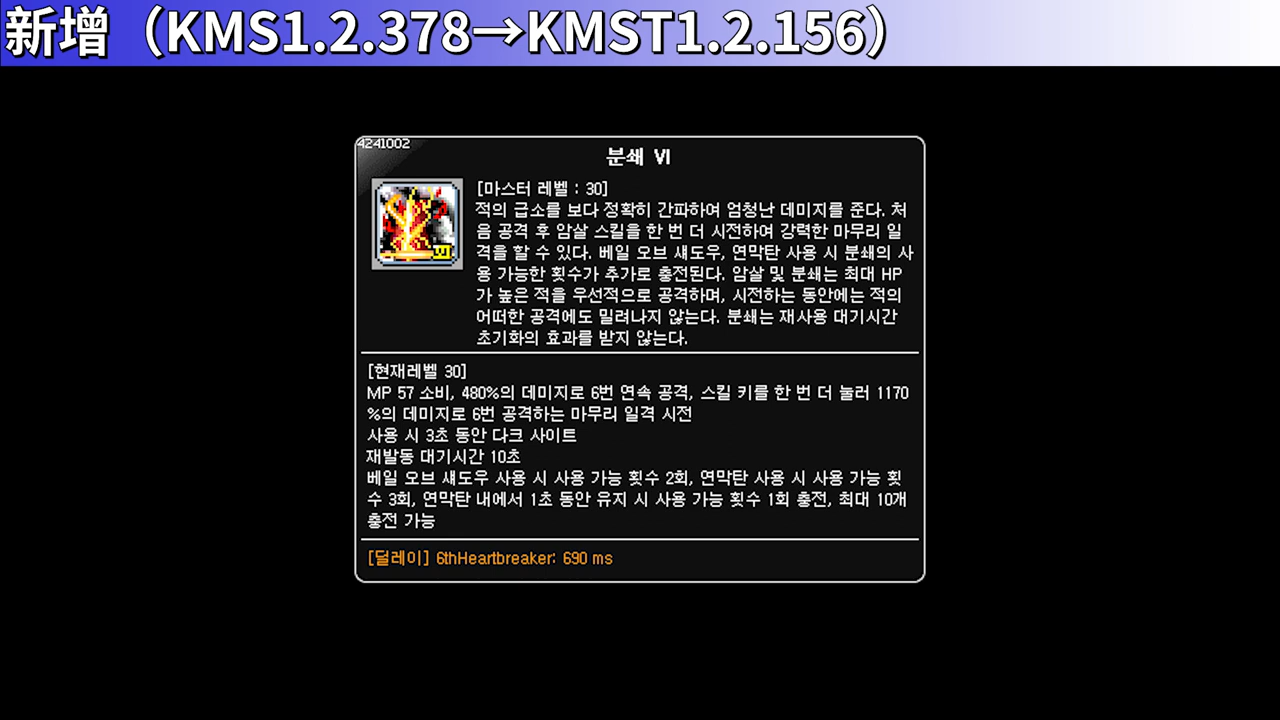 新增（KMS1.2.378→KMST1.2.156）
4241002
분쇄 VI
[마스터 레벨 : 30]
적의 급소를 보다 정확히 간파하여 엄청난 데미지를 준다. 처
음 공격 후 암살 스킬을 한 번 더 시전하여 강력한 마무리 일
격을 할 수 있다. 베일 오브 섀도우, 연막탄 사용 시 분쇄의 사
용 가능한 횟수가 추가로 충전된다. 암살 및 분쇄는 최대 HP
가 높은 적을 우선적으로 공격하며, 시전하는 동안에는 적의
어떠한 공격에도 밀려나지 않는다. 분쇄는 재사용 대기시간
초기화의 효과를 받지 않는다.
[현재레벨 30]
MP 57 소비, 480%의 데미지로 6번 연속 공격, 스킬 키를 한 번 더 눌러 1170
%의 데미지로 6번 공격하는 마무리 일격 시전
사용 시 3초 동안 다크 사이트
재발동 대기시간 10초
베일 오브 섀도우 사용 시 사용 가능 횟수 2회, 연막탄 사용 시 사용 가능 횟
수 3회, 연막탄 내에서 1초 동안 유지 시 사용 가능 횟수 1회 충전, 최대 10개
충전 가능
[딜레이] 6thHeartbreaker: 690 ms